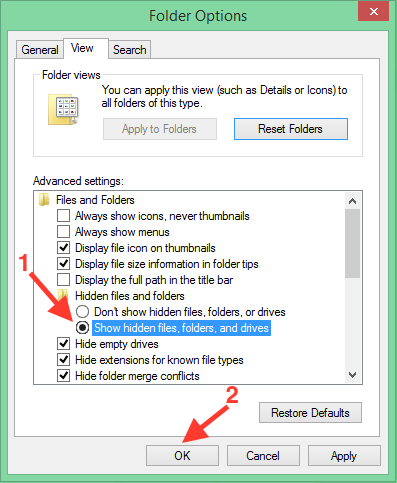 Folder Options
General
View
Search
Folder views
You can apply this view (such as Details or Icons) to
all folders of this type.
Apply to Folders
Reset Folders
Advanced settings:
Files and Folders
Always show icons, never thumbnails
Always show menus
Display file icon on thumbnails
Display file size information in folder tips
Display the full path in the title bar
1
Hidden files and folders
Don't show hidden files, folders, or drives
Show hidden files, folders, and drives
Hide empty drives
Hide extensions for known file types
Hide folder merge conflicts
2
Restore Defaults
OK
Cancel
Apply